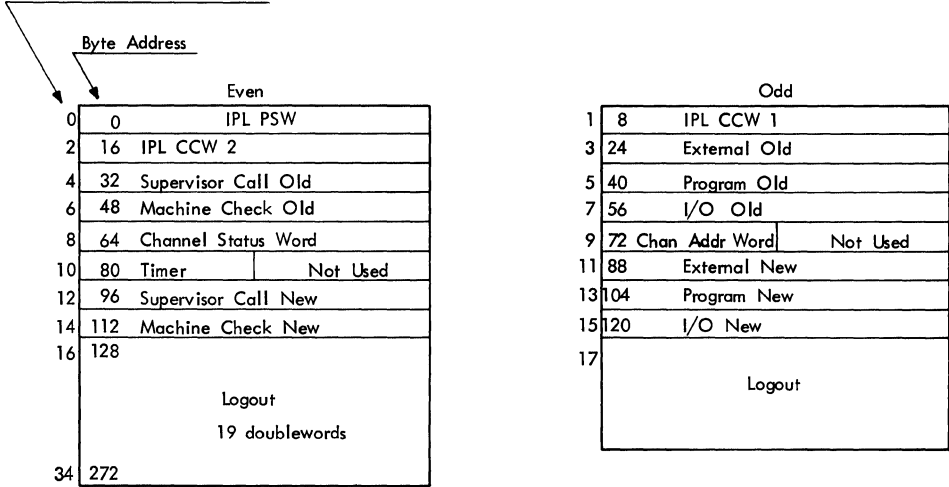 Byte Address
Even
0 0 IPL PSW
2 16 IPL CCW 2
4 32 Supervisor Call Old
6 48 Machine Check Old
8 64 Channel Status Word
10 80 Timer Not Used
12 96 Supervisor Call New
14 112 Machine Check New
16 128
Logout
19 doublewords
34 272
Odd
1 8 IPL CCW 1
3 24 External Old
5 40 Program Old
7 56 I/O Old
9 72 Chan Addr Word Not Used
11 88 External New
13 104 Program New
15 120 I/O New
17
Logout